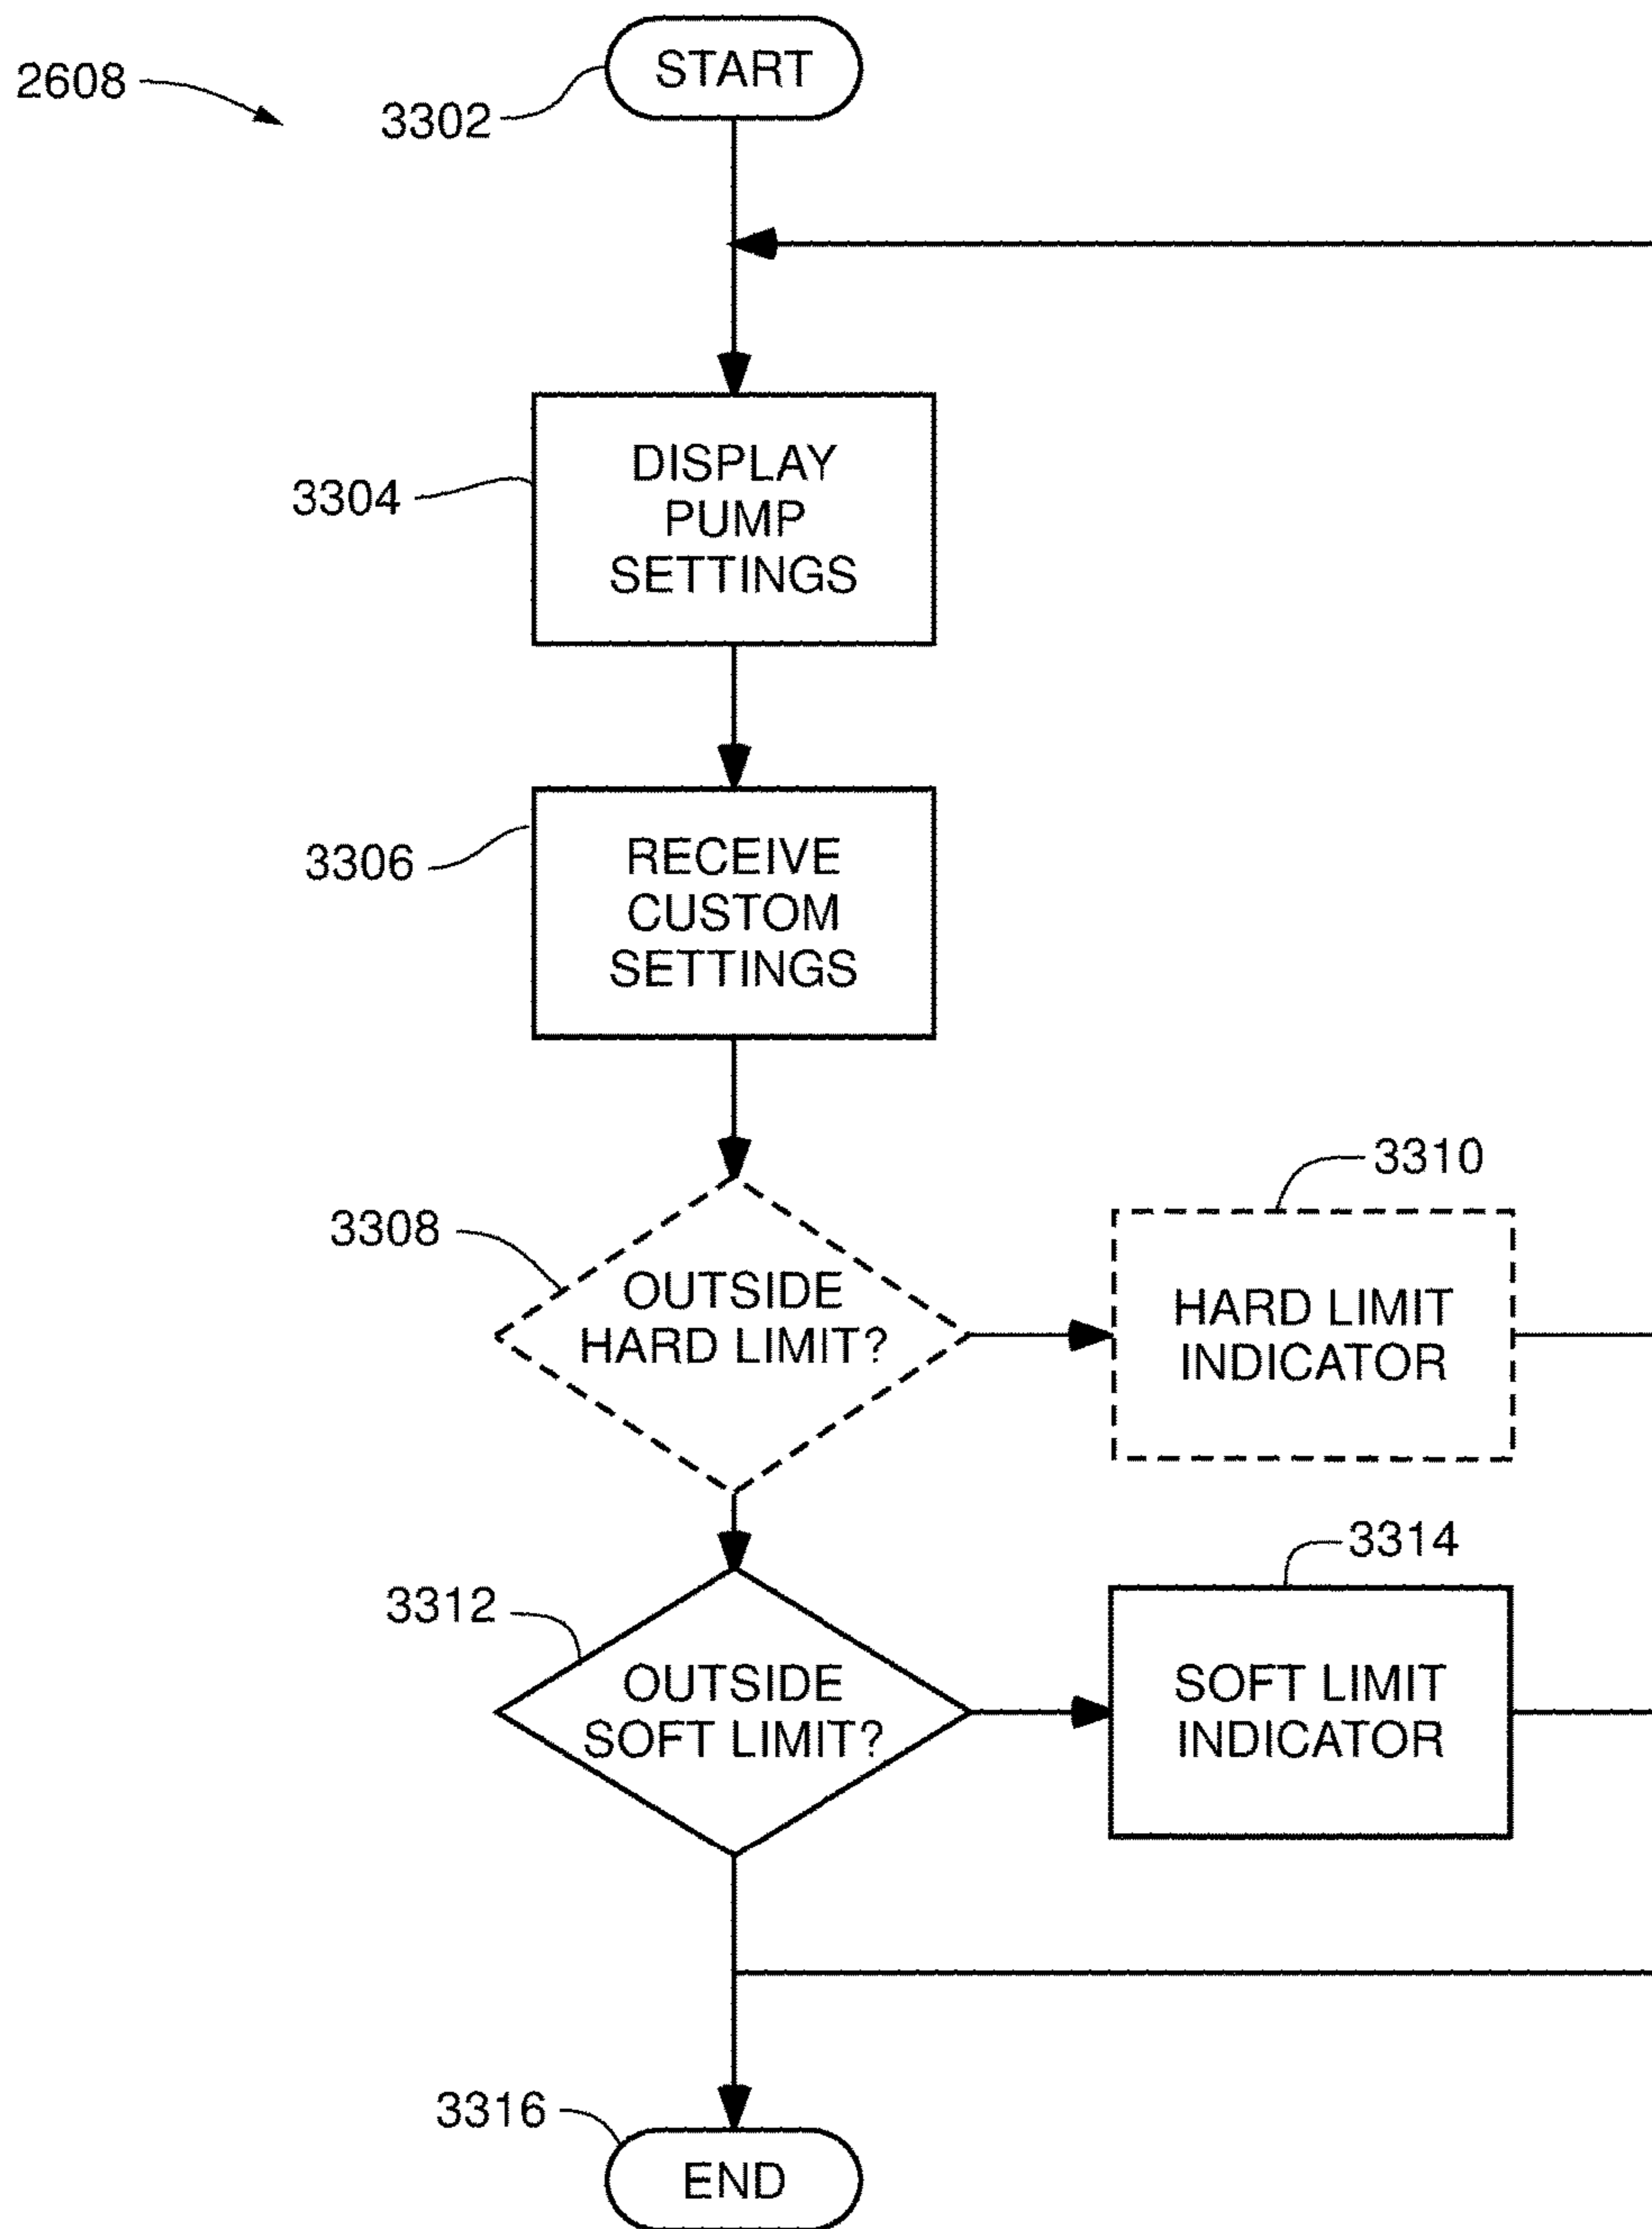 2608
START
3302
DISPLAY
PUMP
SETTINGS
3304
RECEIVE
CUSTOM
SETTINGS
3306
3308
OUTSIDE
HARD LIMIT?
3310
HARD LIMIT
INDICATOR
3312
OUTSIDE
SOFT LIMIT?
3314
SOFT LIMIT
INDICATOR
3316
END